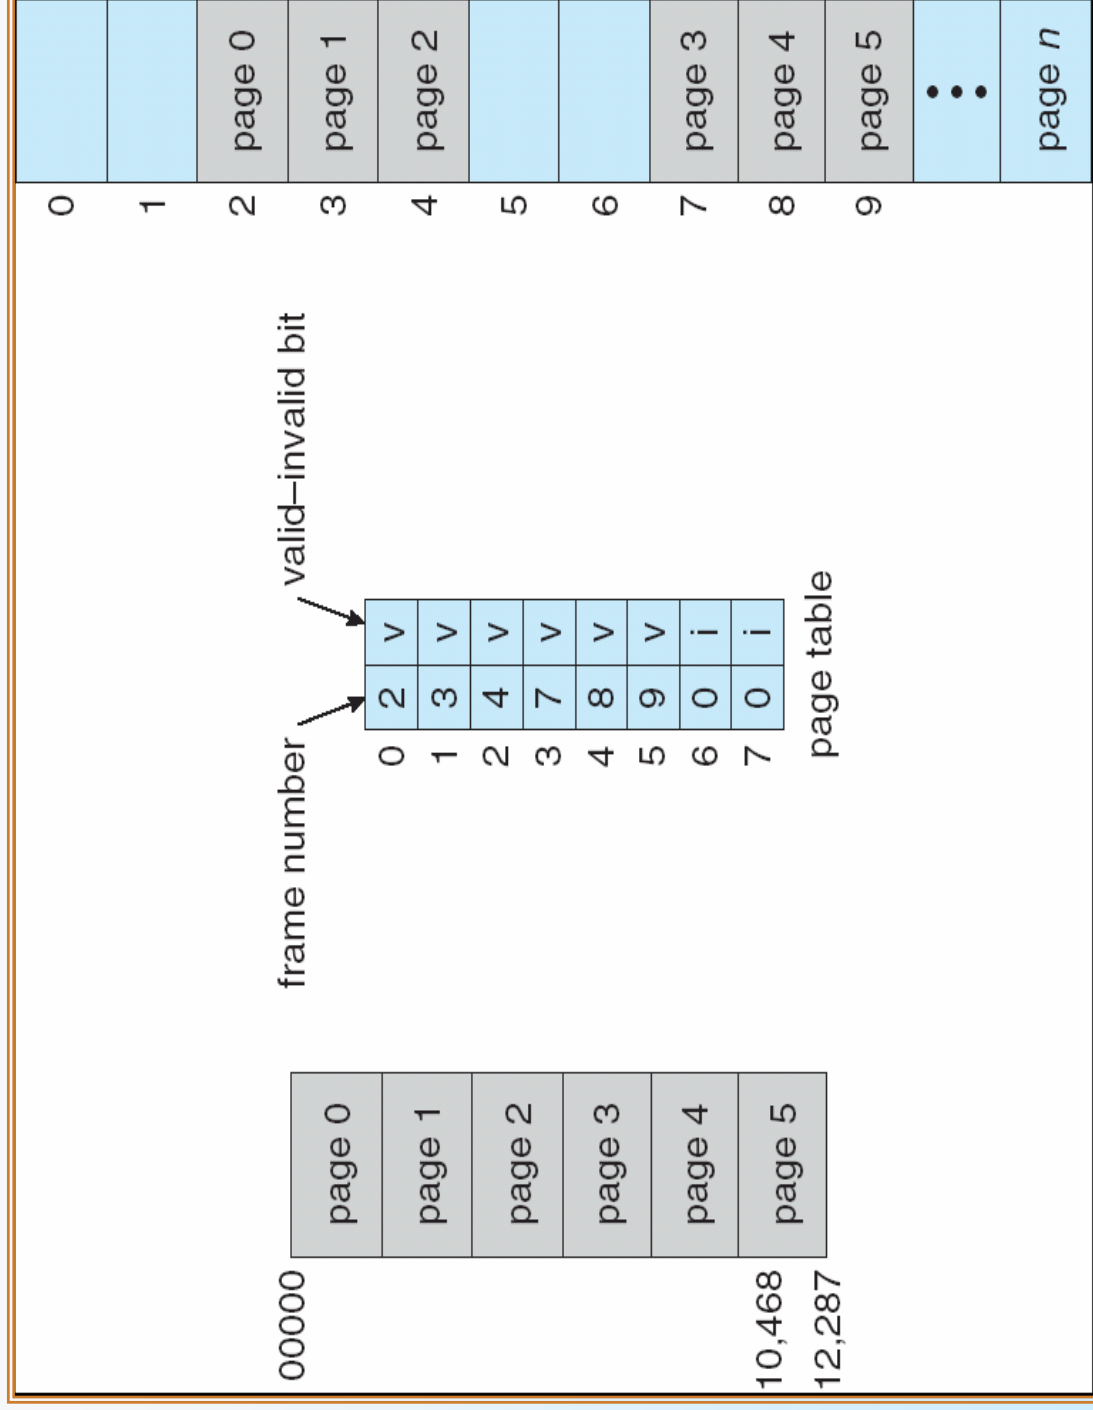 frame number
valid–invalid bit
00000
page 0
page 1
page 2
page 3
page 4
10,468
page 5
12,287
0 2 v
1 3 v
2 4 v
3 7 v
4 8 v
5 9 v
6 0 i
7 0 i
page table
0
1
2 page 0
3 page 1
4 page 2
5
6
7 page 3
8 page 4
9 page 5
page n